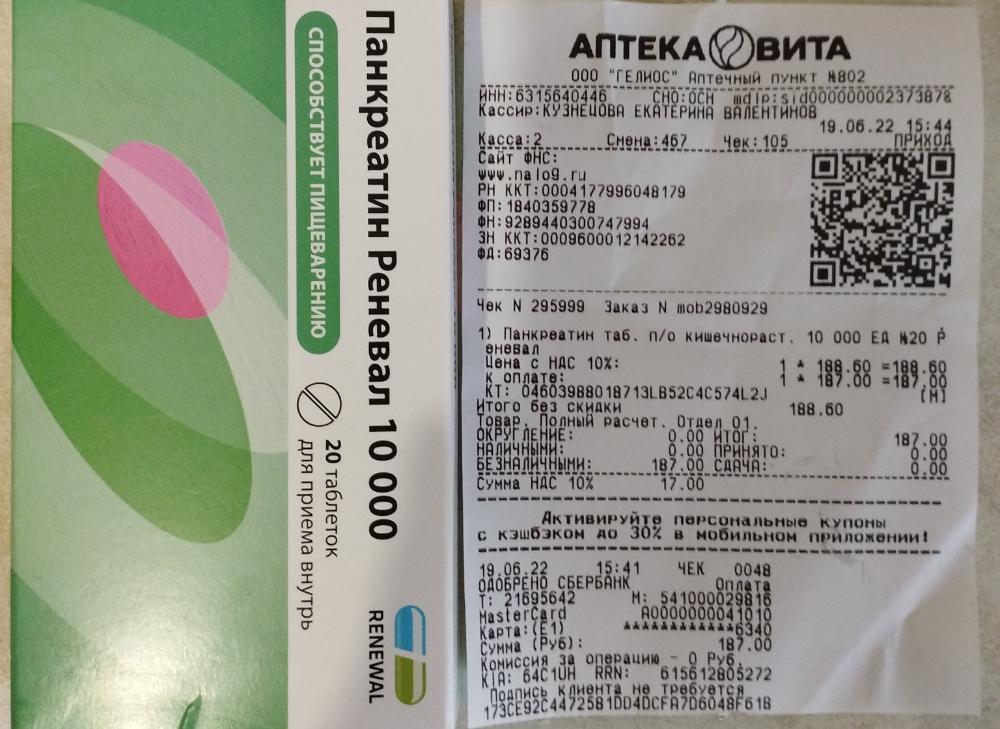 Панкреатин Реневал 10 000
СПОСОБСТВУЕТ ПИЩЕВАРЕНИЮ
20 таблеток
для приема внутрь
RENEWAL
АПТЕКА ВИТА
ООО "ГЕЛИОС" Аптечный пункт №802
ИНН:6315640446 СНО:ОСН mdlp:sid0000000023738​7&
Кассир:КУЗНЕЦОВА ЕКАТЕРИНА ВАЛЕНТИНОВ
19.06.22 15:44
Касса:2 Смена:467 Чек:105 ПРИХОД
Сайт ФНС:
www.nalog.ru
РН ККТ:0004177996048179
ФП:1840359778
ФН:9289440300747994
ЗН ККТ:0009600012142262
ФД:69376
Чек N 295999 Заказ N mob2980929
1) Панкреатин таб. п/о кишечнораст. 10 000 ЕД №20 Р
еневал
Цена с НДС 10%: 1 * 188.60 =188.60
к оплате: 1 * 187.00 =187.00
[М]
КТ: 04603988018713LB52C4C574L2J
Итого без скидки 188.60
Товар. Полный расчет. Отдел 01.
ОКРУГЛЕНИЕ: 0.00 ИТОГ: 187.00
НАЛИЧНЫМИ: 0.00 ПРИНЯТО: 0.00
БЕЗНАЛИЧНЫМИ: 187.00 СДАЧА: 0.00
Сумма НДС 10% 17.00
Активируйте персональные купоны
с кэшбэком до 30% в мобильном приложении!
19.06.22 15:41 ЧЕК 0048
ОДОБРЕНО СБЕРБАНК Оплата
Т: 21695642 М: 541000029816
MasterCard A0000000041010
Карта:(E1) ************6340
Сумма (Руб): 187.00
Комиссия за операцию - 0 Руб.
KIA: 64C1UH RRN: 615612805272
Подпись клиента не требуется
173CE92C4472581DD4DCFA7D6048F61B